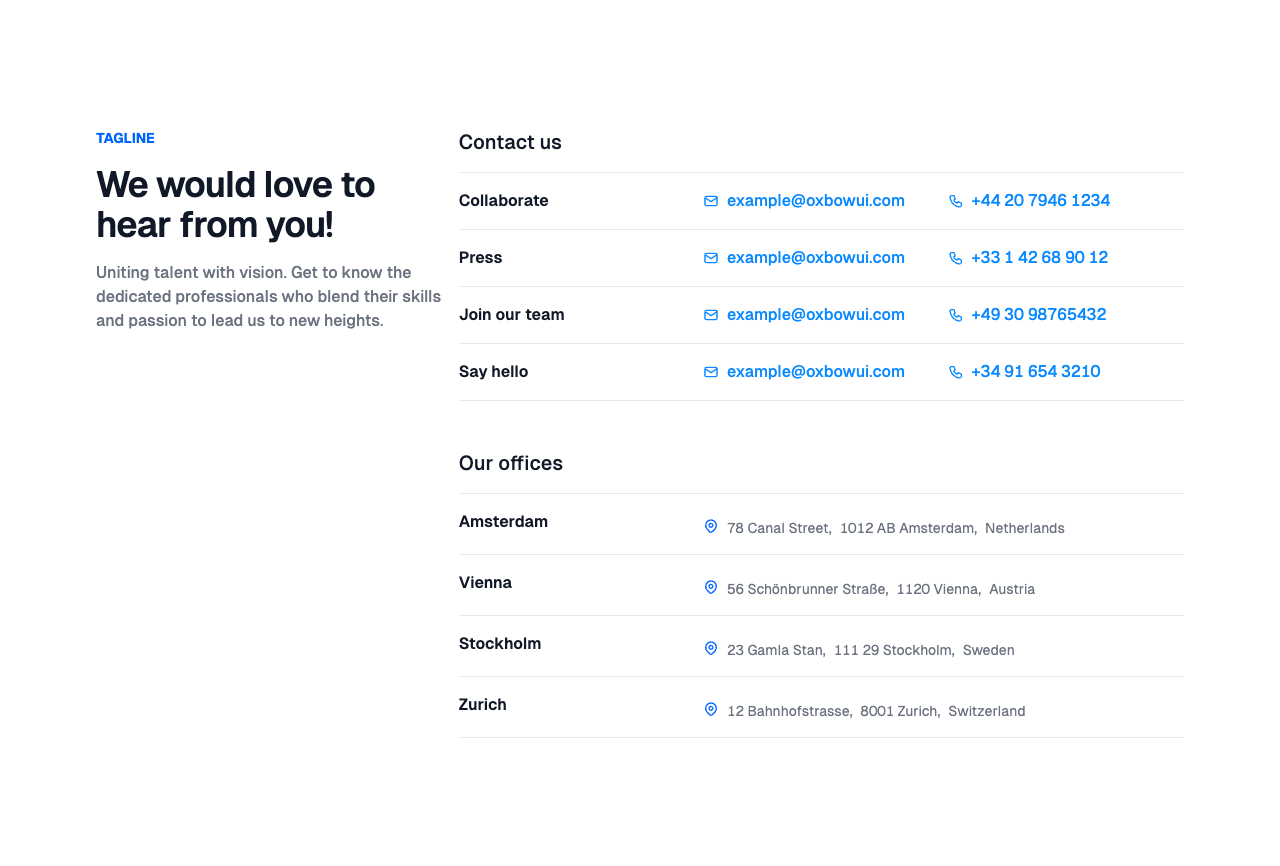 TAGLINE
We would love to
hear from you!
Uniting talent with vision. Get to know the
dedicated professionals who blend their skills
and passion to lead us to new heights.
Contact us
Collaborate example@oxbowui.com +44 20 7946 1234
Press example@oxbowui.com +33 1 42 68 90 12
Join our team example@oxbowui.com +49 30 98765432
Say hello example@oxbowui.com +34 91 654 3210
Our offices
Amsterdam 78 Canal Street, 1012 AB Amsterdam, Netherlands
Vienna 56 Schönbrunner Straße, 1120 Vienna, Austria
Stockholm 23 Gamla Stan, 111 29 Stockholm, Sweden
Zurich 12 Bahnhofstrasse, 8001 Zurich, Switzerland